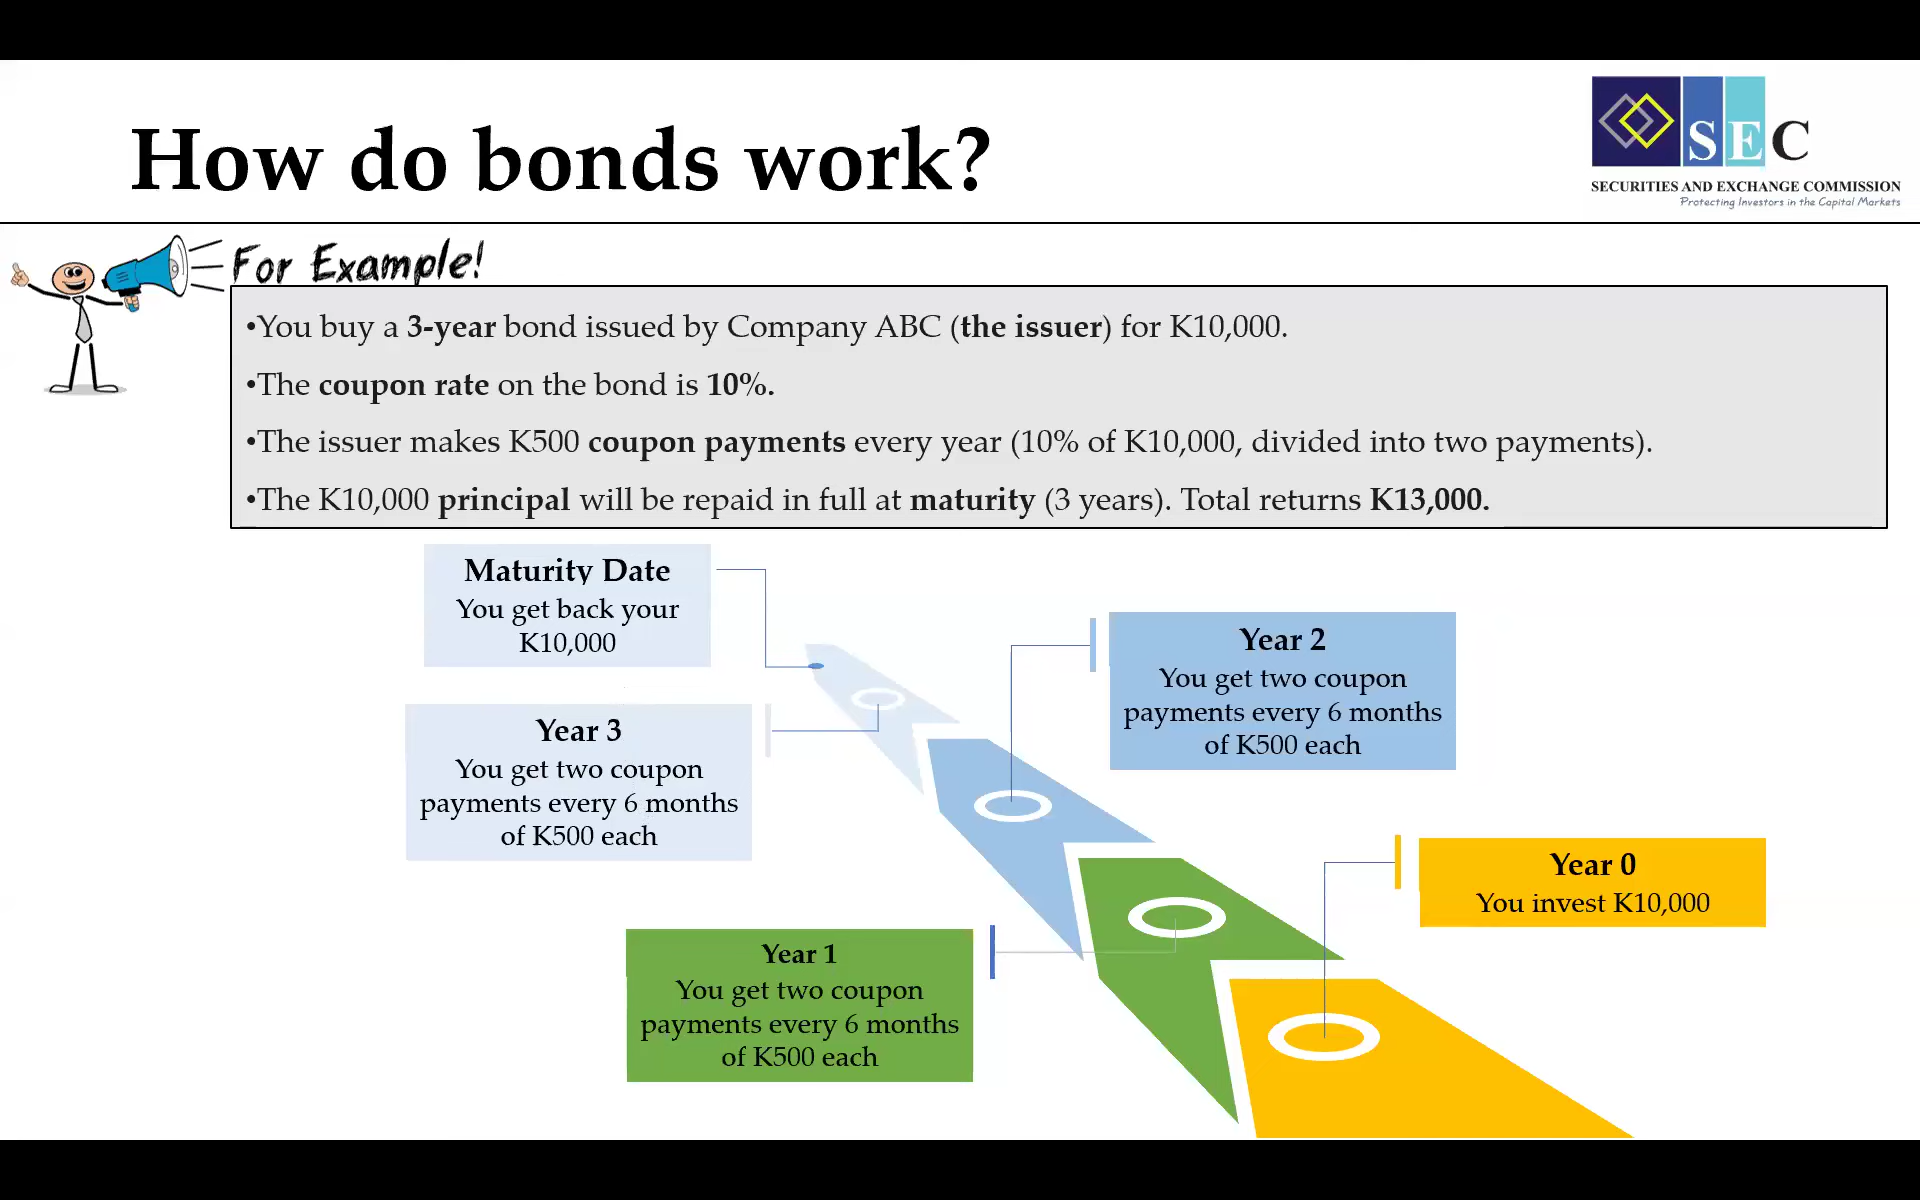 How do bonds work?
SEC
SECURITIES AND EXCHANGE COMMISSION
Protecting Investors in the Capital Markets
For Example!
•You buy a 3-year bond issued by Company ABC (the issuer) for K10,000.
•The coupon rate on the bond is 10%.
•The issuer makes K500 coupon payments every year (10% of K10,000, divided into two payments).
•The K10,000 principal will be repaid in full at maturity (3 years). Total returns K13,000.
Maturity Date
You get back your
K10,000
Year 2
You get two coupon
payments every 6 months
of K500 each
Year 3
You get two coupon
payments every 6 months
of K500 each
Year 0
You invest K10,000
Year 1
You get two coupon
payments every 6 months
of K500 each